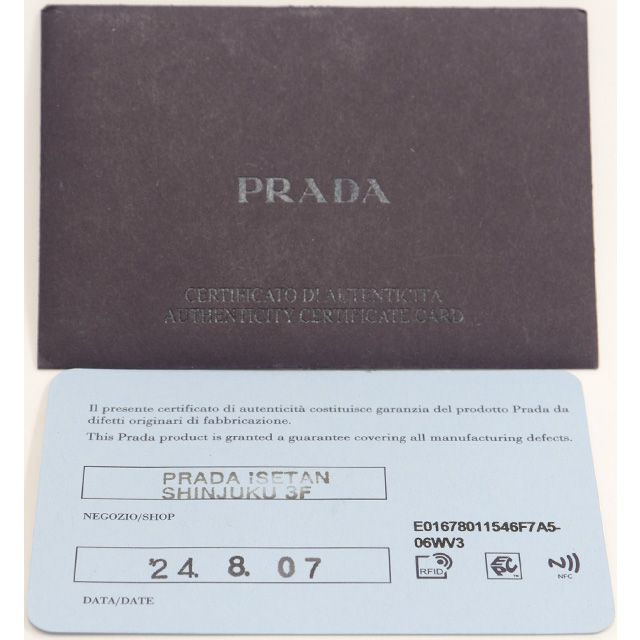 PRADA
CERTIFICATO DI AUTENTICITÀ
AUTHENTICITY CERTIFICATE CARD
Il presente certificato di autenticità costituisce garanzia del prodotto Prada da
difetti originari di fabbricazione.
This Prada product is granted a guarantee covering all manufacturing defects.
PRADA ISETAN
SHINJUKU 3F
NEGOZIO/SHOP
E01678011546F7A5-
06WV3
'24. 8. 07
RFID
EPC™
NFC
DATA/DATE